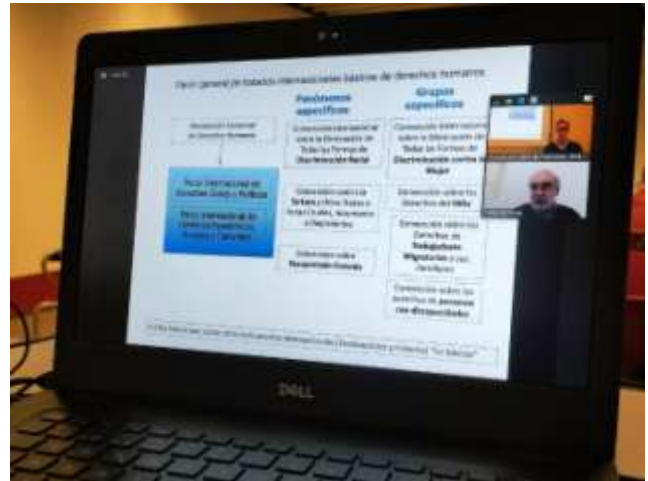 tratados internacionales básicos de derechos humanos
Fenómenos
específicos
Grupos
específicos
Declaración Universal
de Derechos Humanos
Pacto Internacional de
Derechos Civiles y Políticos
Pacto Internacional de
Derechos Económicos,
Sociales y Culturales
Convención Internacional
sobre la Eliminación de
Todas las Formas de
Discriminación Racial
Convención contra la
Tortura y Otros Tratos o
Penas Crueles, Inhumanos
o Degradantes
Convención sobre
Desaparición Forzada
Convención Internacional
sobre la Eliminación de
Todas las Formas de
Discriminación contra la
Mujer
Convención sobre los
derechos del Niño
Convención sobre los
Derechos de
Trabajadores
Migratorios y sus
familiares
Convención sobre los
derechos de personas
con discapacidades
DELL